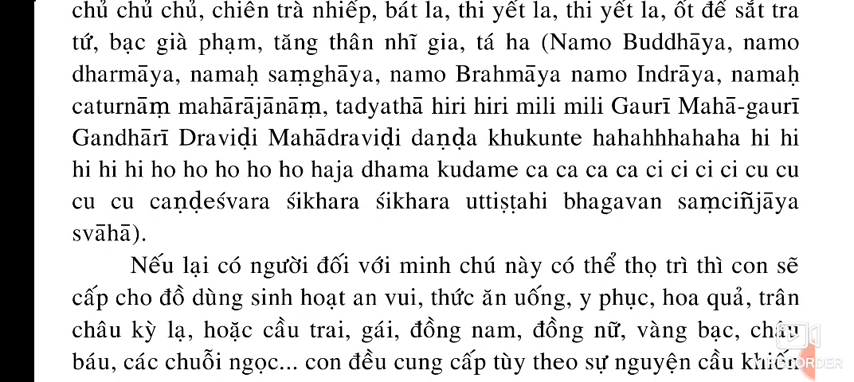 chủ chủ chủ, chiên trà nhiếp, bát la, thi yết la, thi yết la, ốt để sắt tra
tứ, bạc già phạm, tăng thân nhĩ gia, tá ha (Namo Buddhāya, namo
dharmāya, namaḥ saṃghāya, namo Brahmāya namo Indrāya, namaḥ
caturnāṃ mahārājānāṃ, tadyathā hiri hiri mili mili Gaurī Mahā-gaurī
Gandhārī Draviḍi Mahādraviḍi daṇḍa khukunte hahahhhahaha hi hi
hi hi hi ho ho ho ho ho haja dhama kudame ca ca ca ca ci ci ci ci cu cu
cu cu caṇḍeśvara śikhara śikhara uttiṣṭahi bhagavan saṃciñjāya
svāhā).
Nếu lại có người đối với minh chú này có thể thọ trì thì con sẽ
cấp cho đồ dùng sinh hoạt an vui, thức ăn uống, y phục, hoa quả, trân
châu kỳ lạ, hoặc cầu trai, gái, đồng nam, đồng nữ, vàng bạc, châu
báu, các chuỗi ngọc... con đều cung cấp tùy theo sự nguyện cầu khiến